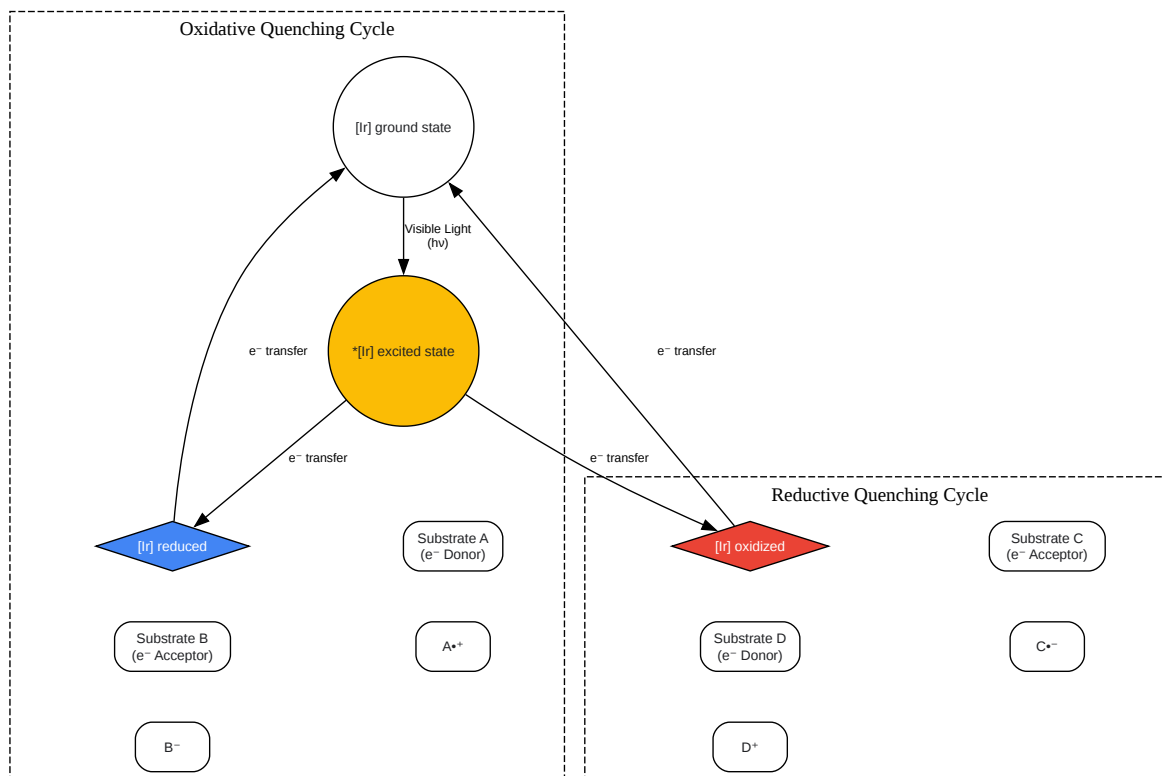 Oxidative Quenching Cycle
[Ir] ground state
Visible Light
(hν)
*[Ir] excited state
e⁻ transfer
e⁻ transfer
e⁻ transfer
e⁻ transfer
Reductive Quenching Cycle
[Ir] reduced
Substrate A
(e⁻ Donor)
[Ir] oxidized
Substrate C
(e⁻ Acceptor)
Substrate B
(e⁻ Acceptor)
A•⁺
Substrate D
(e⁻ Donor)
C•⁻
B⁻
D⁺